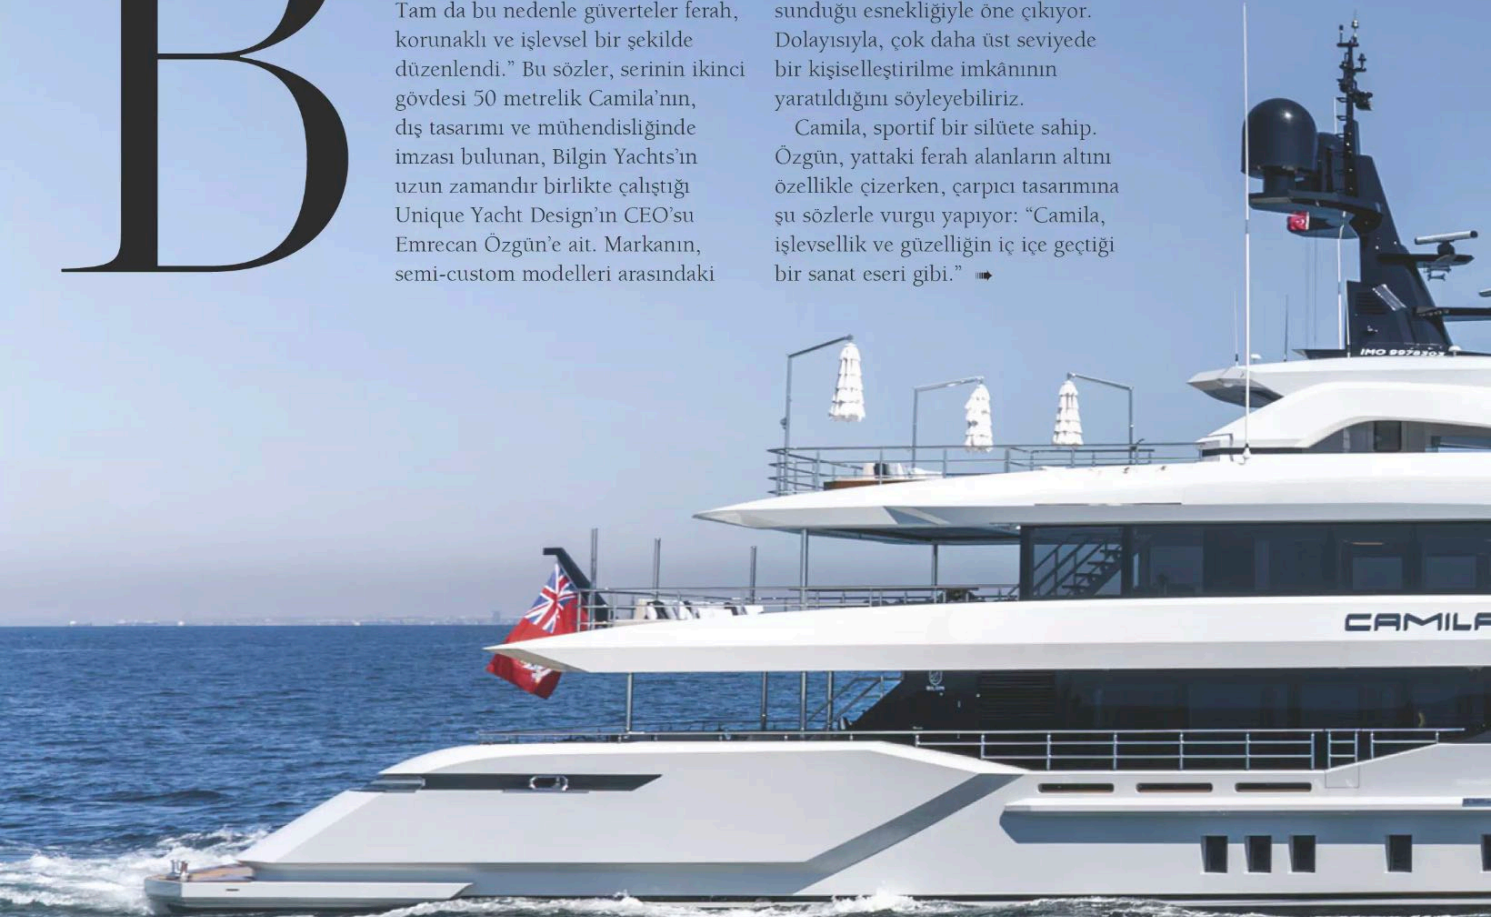 B
Tam da bu nedenle güverteler ferah,
korunaklı ve işlevsel bir şekilde
düzenlendi.” Bu sözler, serinin ikinci
gövdesi 50 metrelik Camila’nın,
dış tasarımı ve mühendisliğinde
imzası bulunan, Bilgin Yachts’ın
uzun zamandır birlikte çalıştığı
Unique Yacht Design’ın CEO’su
Emrecan Özgün’e ait. Markanın,
semi-custom modelleri arasındaki
sunduğu esnekliğiyle öne çıkıyor.
Dolayısıyla, çok daha üst seviyede
bir kişiselleştirilme imkânının
yaratıldığını söyleyebiliriz.
Camila, sportif bir silüete sahip.
Özgün, yattaki ferah alanların altını
özellikle çizerken, çarpıcı tasarımına
şu sözlerle vurgu yapıyor: “Camila,
işlevsellik ve güzelliğin iç içe geçtiği
bir sanat eseri gibi.” ➠
IMO
CAMILA